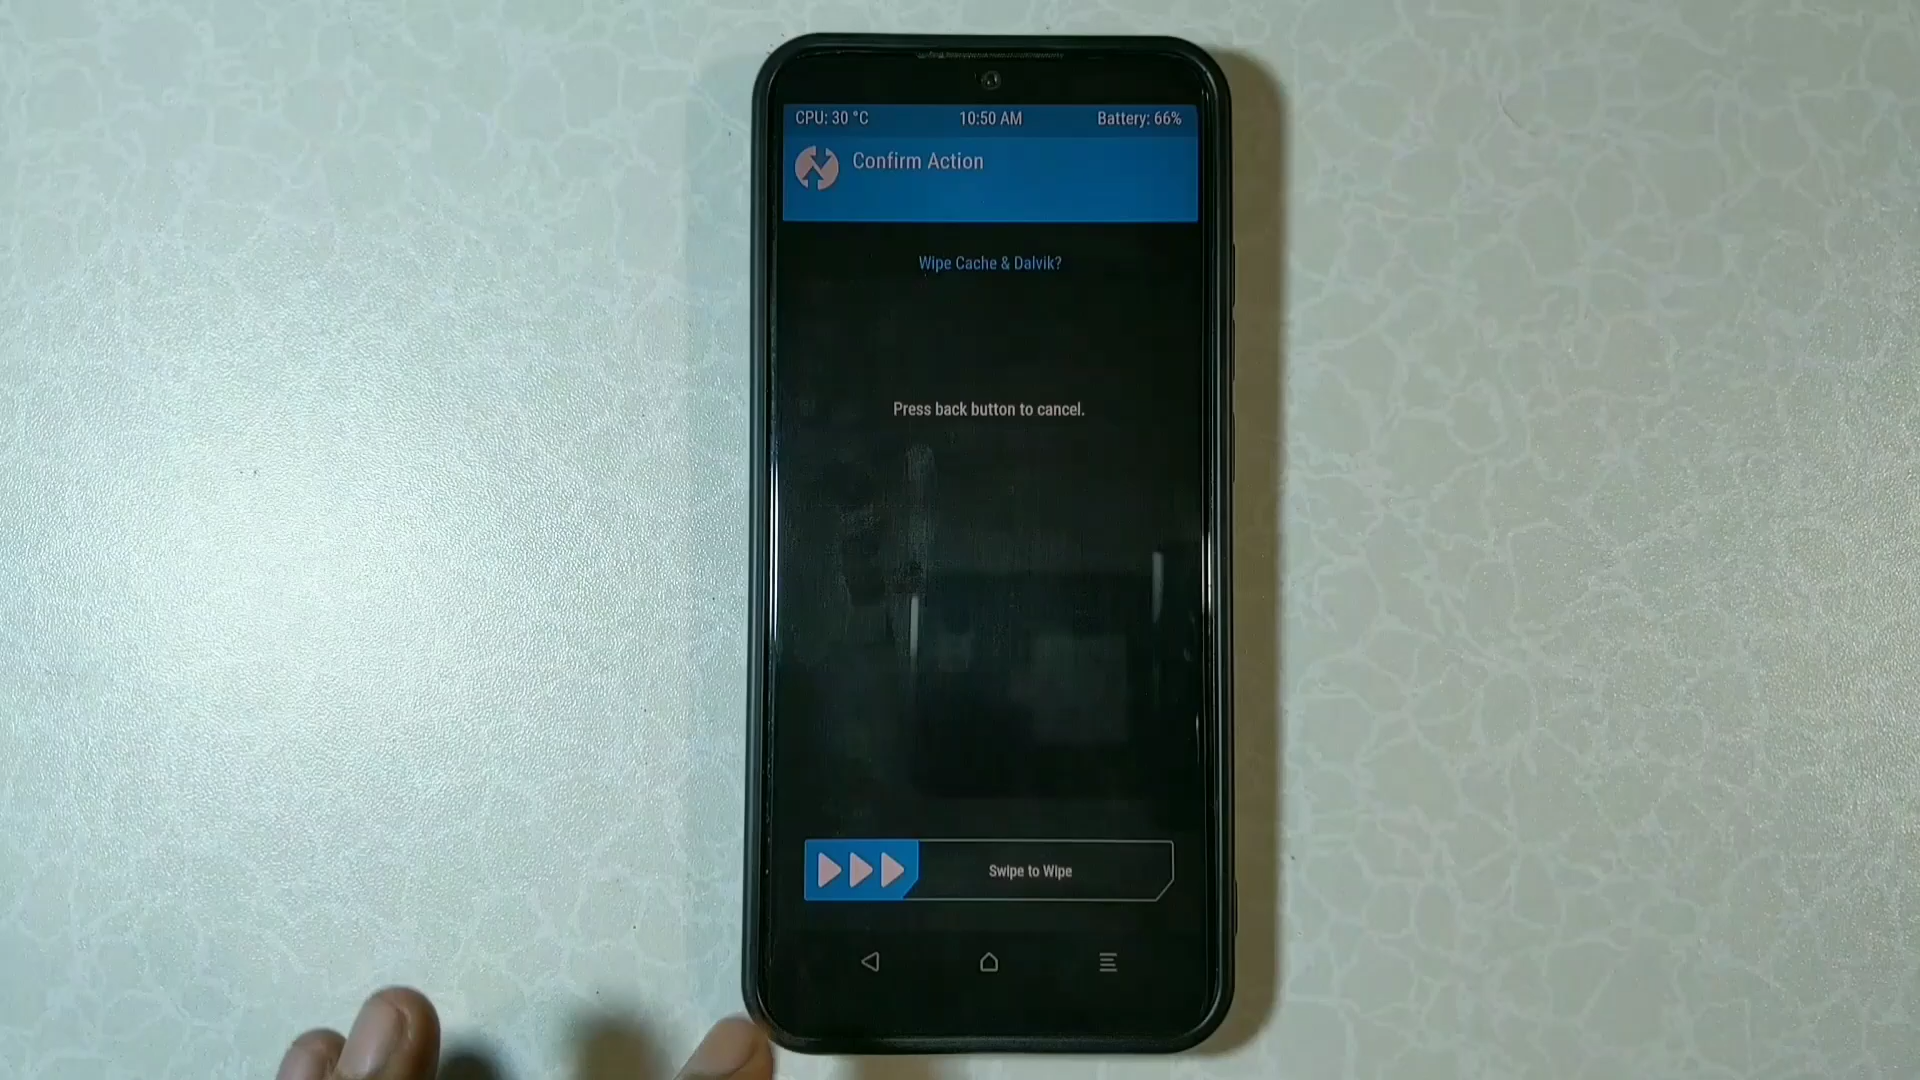 CPU: 30 °C 10:50 AM Battery: 66%
Confirm Action
Wipe Cache & Dalvik?
Press back button to cancel.
Swipe to Wipe